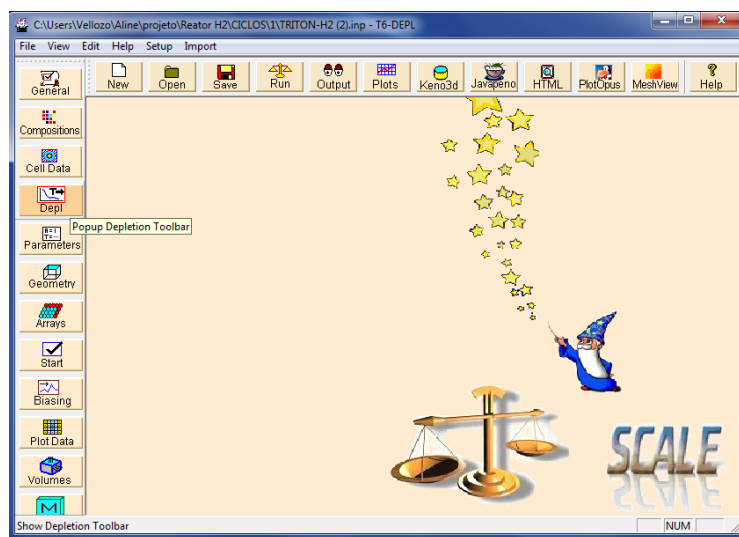 C:\Users\Vellozo\Aline\projeto\Reator H2\CICLOS\1\TRITON-H2 (2).inp - T6-DEPL
File View Edit Help Setup Import
New Open Save Run Output Plots Keno3d Javapeno HTML PlotOpus MeshView Help
General
Compositions
Cell Data
Depl
Popup Depletion Toolbar
Parameters
Geometry
Arrays
Start
Biasing
Plot Data
Volumes
SCALE
Show Depletion Toolbar
NUM